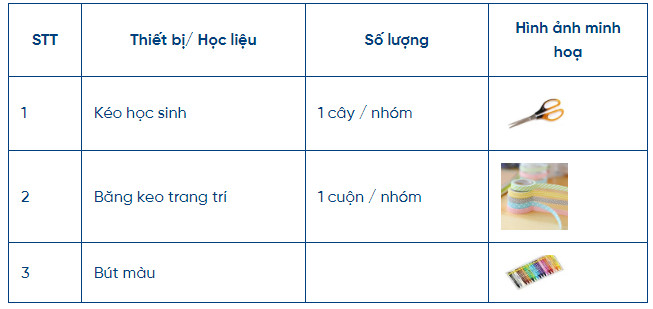 STT Thiết bị/ Học liệu Số lượng Hình ảnh minh hoạ
1 Kéo học sinh 1 cây / nhóm
2 Băng keo trang trí 1 cuộn / nhóm
3 Bút màu